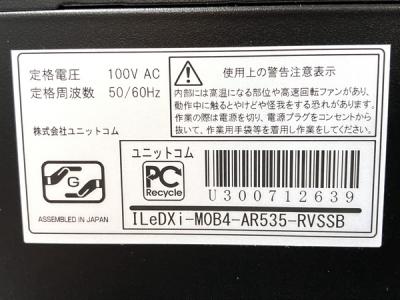 定格電圧 100V AC
定格周波数 50/60Hz
株式会社ユニットコム
使用上の警告注意表示
内部には高温になる部位や高速回転ファンがあり、
動作中に触るとやけどや怪我をする恐れがあります。
作業の際は電源を切り、電源プラグをコンセントから
抜いて、作業用手袋等を着用し作業をしてください。
G
ASSEMBLED IN JAPAN
ユニットコム
PC
Recycle
U300712639
ILeDXi-M0B4-AR535-RVSSB